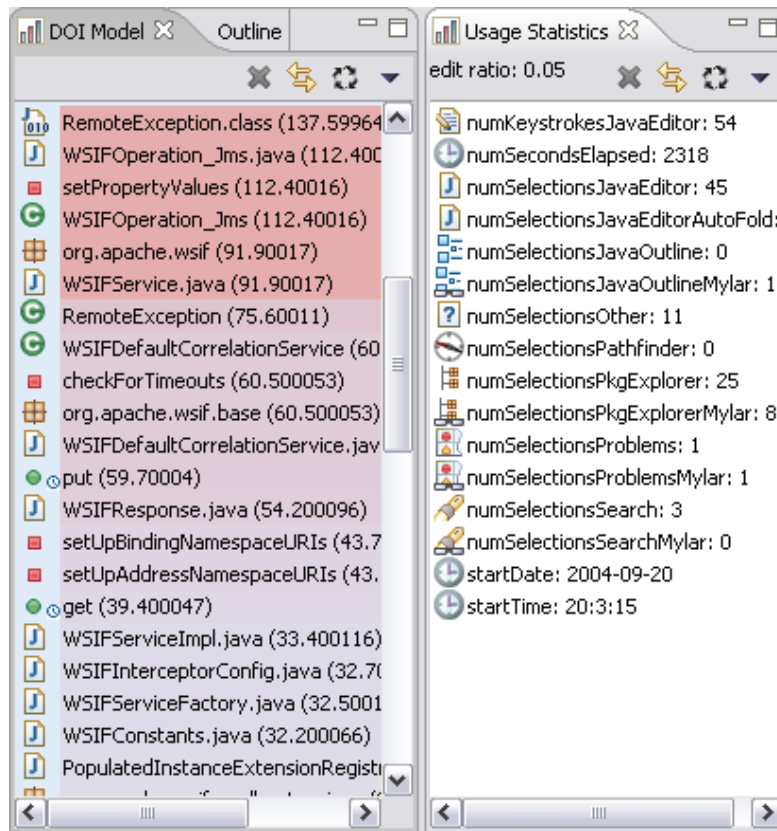 DOI Model
Outline
RemoteException.class (137.59964
WSIFOperation_Jms.java (112.400
setPropertyValues (112.40016)
WSIFOperation_Jms (112.40016)
org.apache.wsif (91.90017)
WSIFService.java (91.90017)
RemoteException (75.60011)
WSIFDefaultCorrelationService (60
checkForTimeouts (60.500053)
org.apache.wsif.base (60.500053)
WSIFDefaultCorrelationService.jav
put (59.70004)
WSIFResponse.java (54.200096)
setUpBindingNamespaceURIs (43.7
setUpAddressNamespaceURIs (43.
get (39.400047)
WSIFServiceImpl.java (33.400116)
WSIFInterceptorConfig.java (32.70
WSIFServiceFactory.java (32.5001
WSIFConstants.java (32.200066)
PopulatedInstanceExtensionRegistr
Usage Statistics
edit ratio: 0.05
numKeystrokesJavaEditor: 54
numSecondsElapsed: 2318
numSelectionsJavaEditor: 45
numSelectionsJavaEditorAutoFold:
numSelectionsJavaOutline: 0
numSelectionsJavaOutlineMylar: 1
numSelectionsOther: 11
numSelectionsPathfinder: 0
numSelectionsPkgExplorer: 25
numSelectionsPkgExplorerMylar: 8
numSelectionsProblems: 1
numSelectionsProblemsMylar: 1
numSelectionsSearch: 3
numSelectionsSearchMylar: 0
startDate: 2004-09-20
startTime: 20:3:15